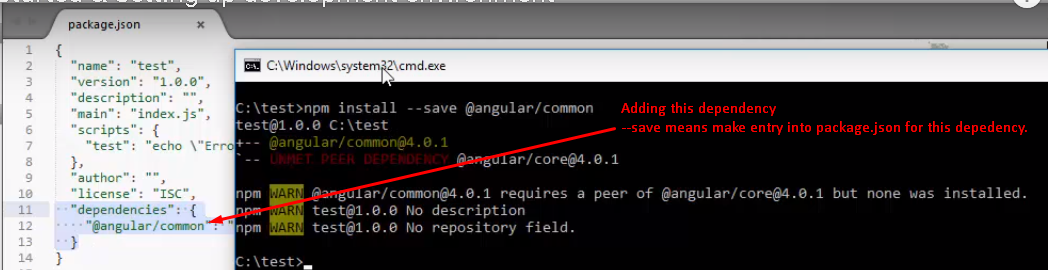 started & setting up development environment
package.json ×
1 {
2 "name": "test",
3 "version": "1.0.0",
4 "description": "",
5 "main": "index.js",
6 "scripts": {
7 "test": "echo \"Erro
8 },
9 "author": "",
10 "license": "ISC",
11 "dependencies": {
12 "@angular/common": "
13 }
14 }
C:\Windows\system32\cmd.exe
C:\test>npm install --save @angular/common
test@1.0.0 C:\test
+-- @angular/common@4.0.1
`-- UNMET PEER DEPENDENCY @angular/core@4.0.1
npm WARN @angular/common@4.0.1 requires a peer of @angular/core@4.0.1 but none was installed.
npm WARN test@1.0.0 No description
npm WARN test@1.0.0 No repository field.
C:\test>
Adding this dependency
--save means make entry into package.json for this depedency.